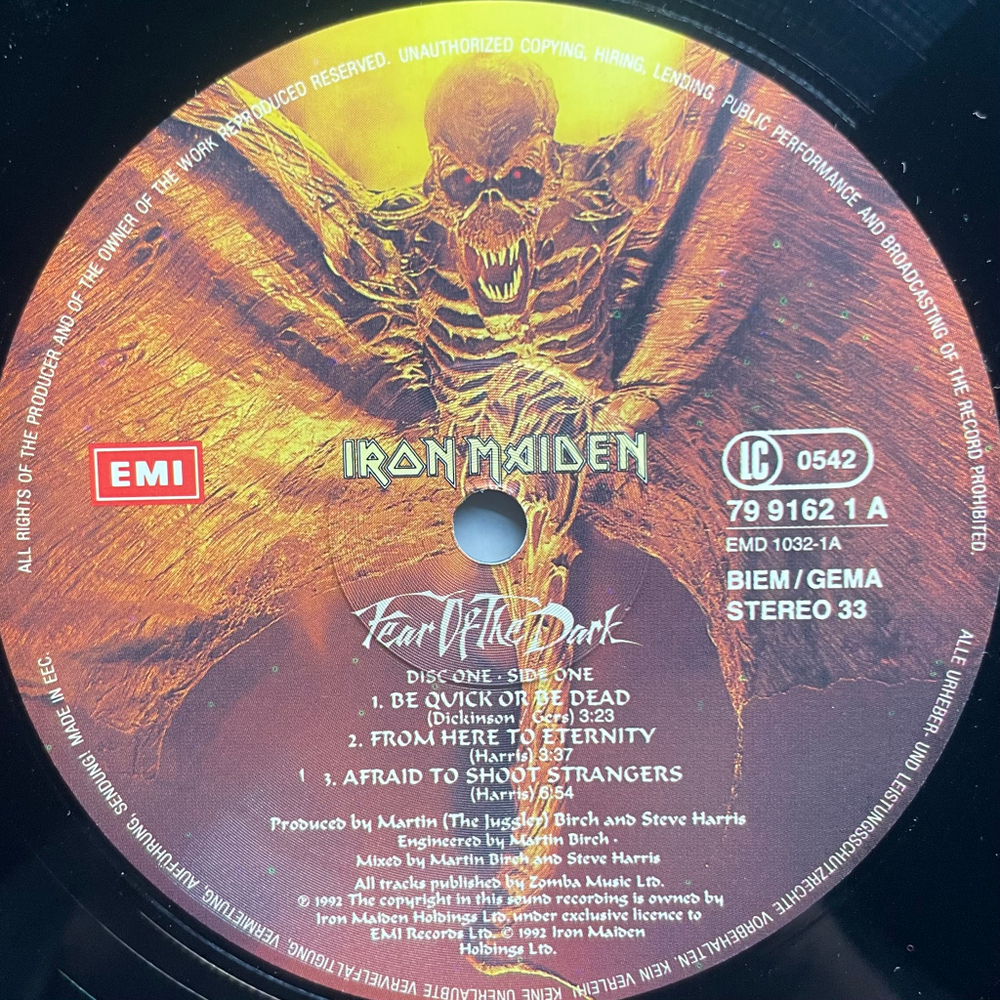 ALL RIGHTS OF THE PRODUCER AND OF THE OWNER OF THE WORK REPRODUCED RESERVED. UNAUTHORIZED COPYING, HIRING, LENDING, PUBLIC PERFORMANCE AND BROADCASTING OF THE RECORD PROHIBITED.
EMI
IRON MAIDEN
LC 0542
79 9162 1 A
EMD 1032-1A
BIEM/GEMA
STEREO 33
Fear Of The Dark
DISC ONE · SIDE ONE
1. BE QUICK OR BE DEAD
(Dickinson / Gers) 3:23
2. FROM HERE TO ETERNITY
(Harris) 3:37
3. AFRAID TO SHOOT STRANGERS
(Harris) 6:54
Produced by Martin (The Juggler) Birch and Steve Harris
Engineered by Martin Birch ·
Mixed by Martin Birch and Steve Harris
All tracks published by Zomba Music Ltd.
℗ 1992 The copyright in this sound recording is owned by
Iron Maiden Holdings Ltd. under exclusive licence to
EMI Records Ltd. © 1992 Iron Maiden
Holdings Ltd.
ALLE URHEBER- UND LEISTUNGSSCHUTZRECHTE VORBEHALTEN. KEIN VERLEIH! KEINE UNERLAUBTE VERVIELFÄLTIGUNG, VERMIETUNG, AUFFÜHRUNG, SENDUNG! MADE IN EEC.